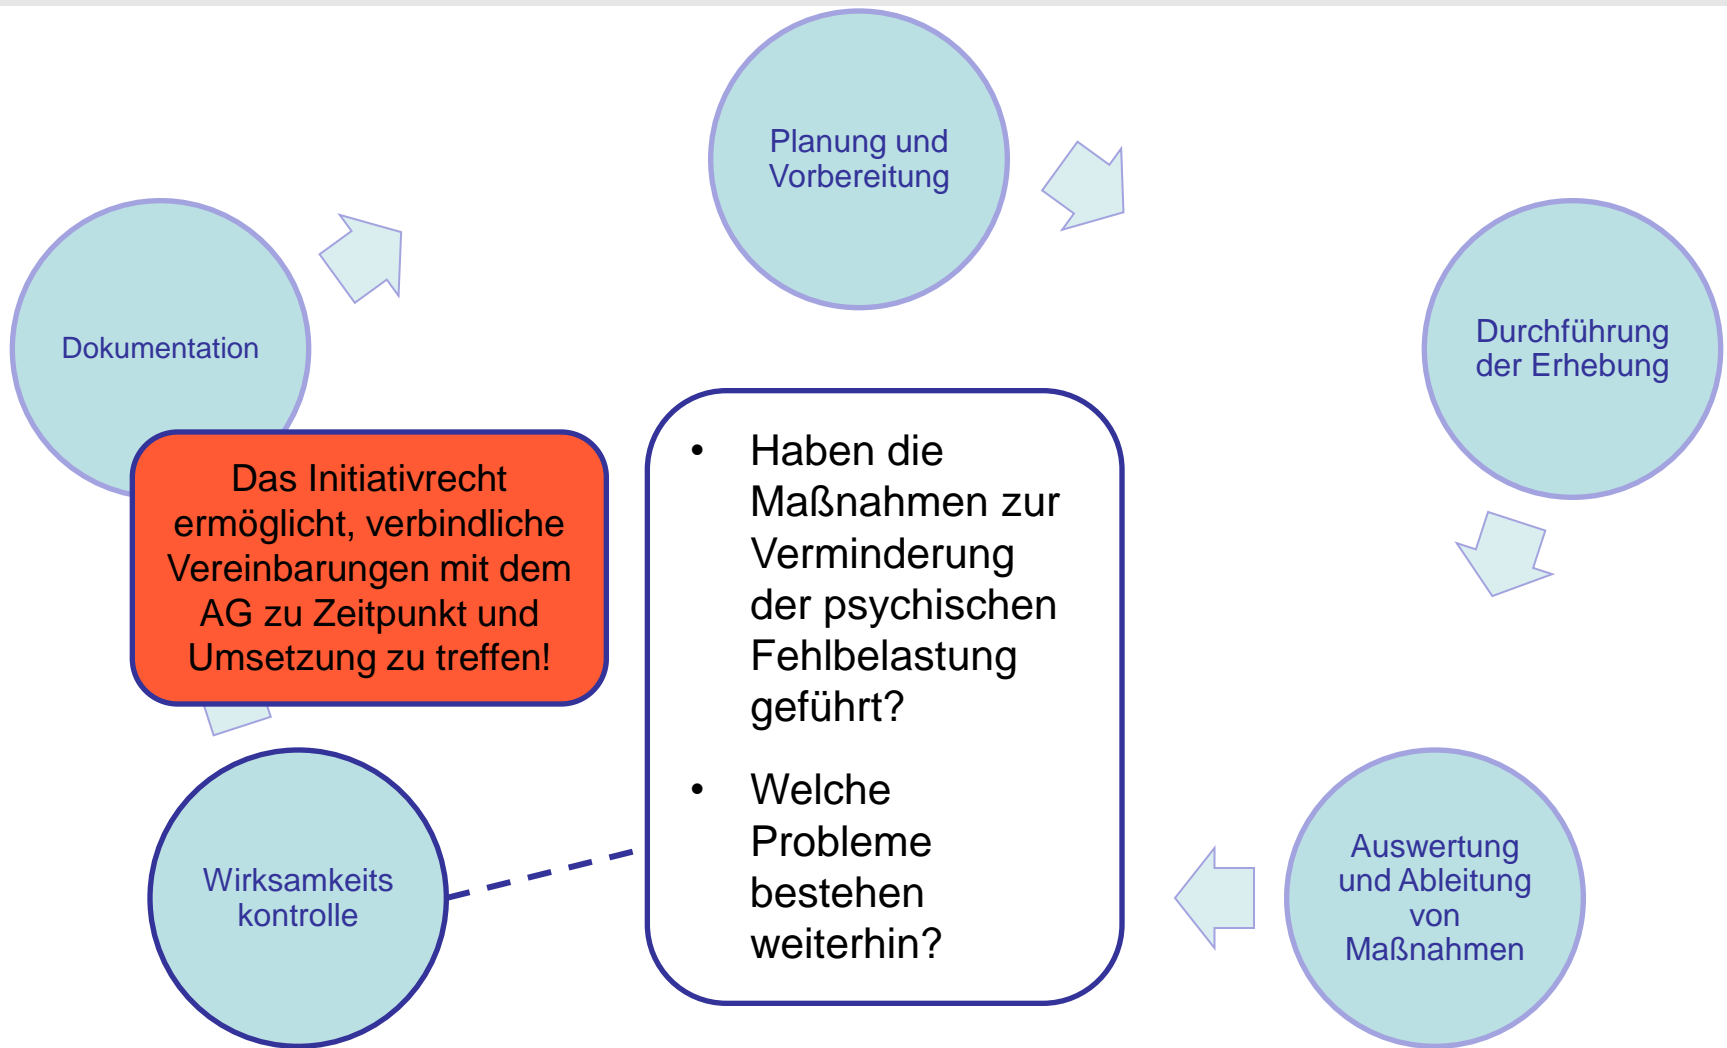 Planung und
Vorbereitung
Dokumentation
Durchführung
der Erhebung
Das Initiativrecht
ermöglicht, verbindliche
Vereinbarungen mit dem
AG zu Zeitpunkt und
Umsetzung zu treffen!
• Haben die
Maßnahmen zur
Verminderung
der psychischen
Fehlbelastung
geführt?
• Welche
Probleme
bestehen
weiterhin?
Wirksamkeits
kontrolle
Auswertung
und Ableitung
von
Maßnahmen